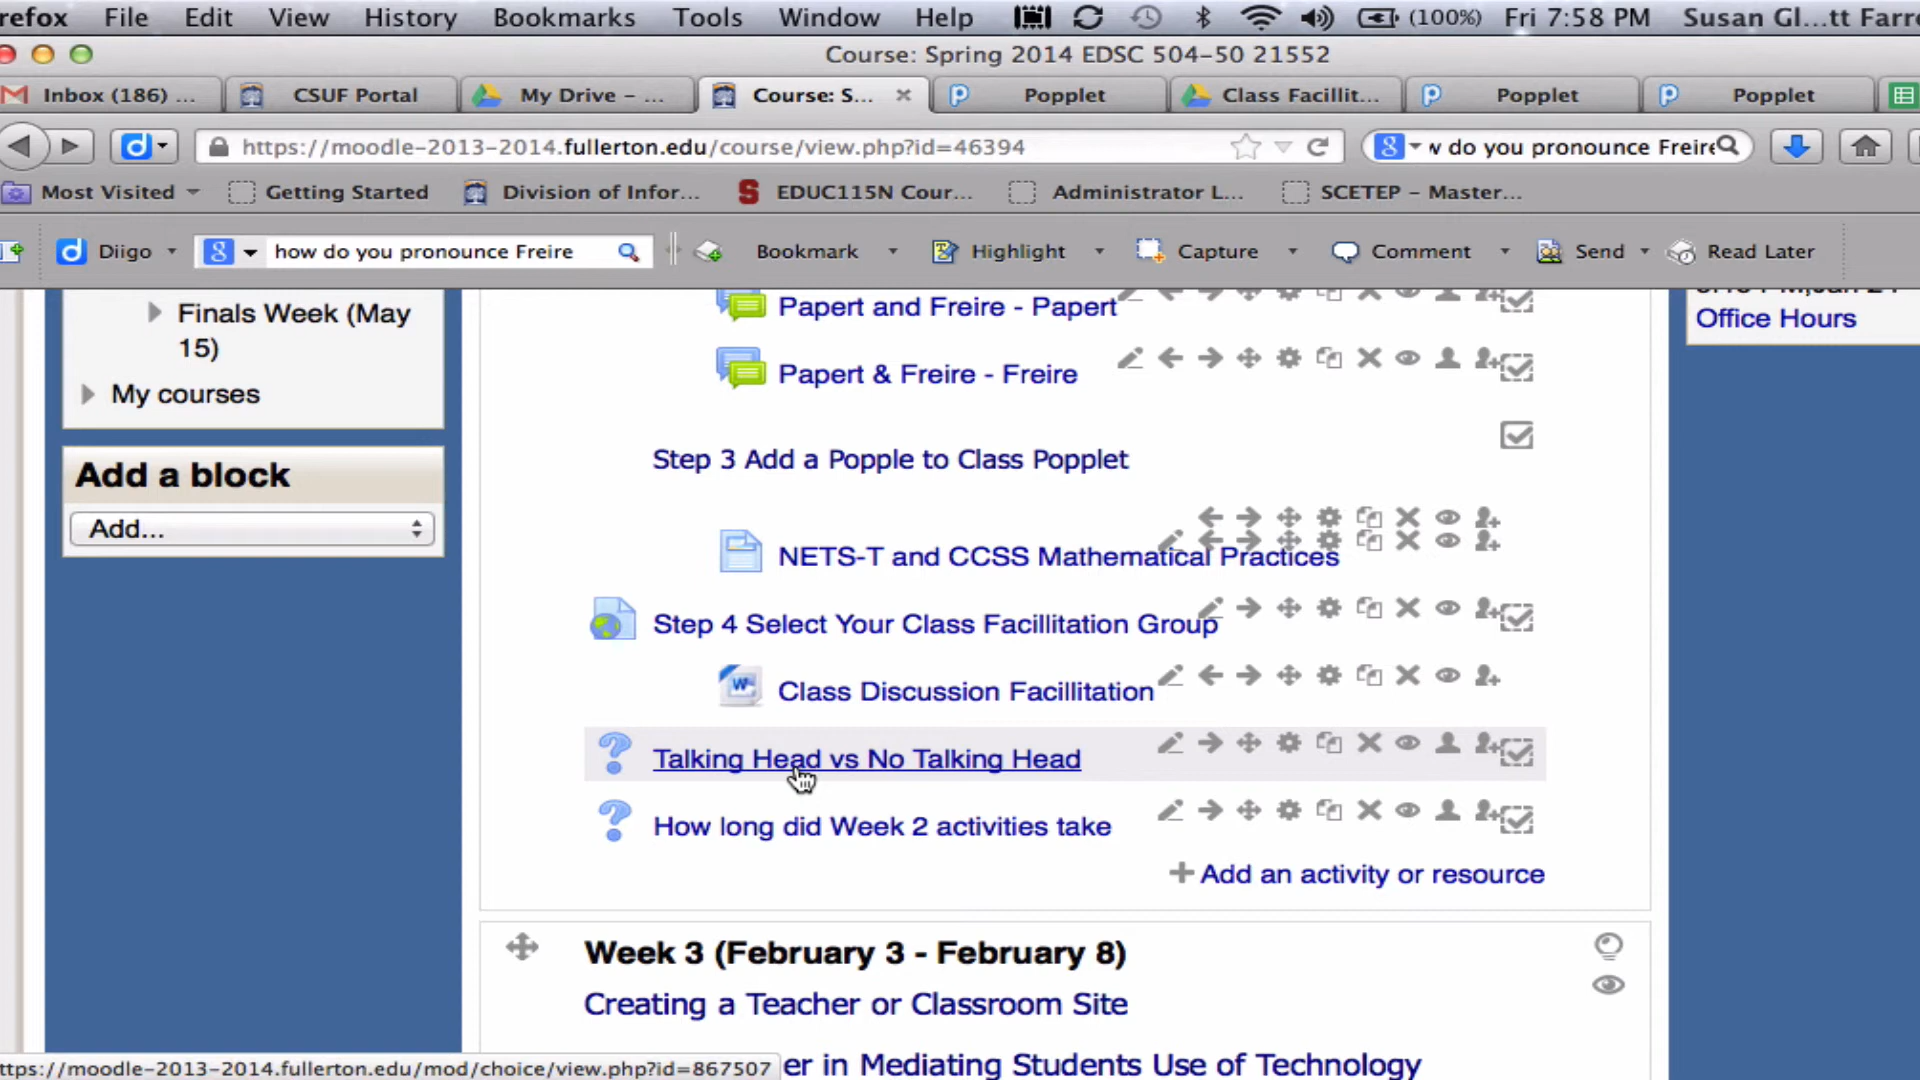 refox File Edit View History Bookmarks Tools Window Help (100%) Fri 7:58 PM Susan Gl...tt Farr
Course: Spring 2014 EDSC 504-50 21552
Inbox (186) ... CSUF Portal My Drive - ... Course: S... Popplet Class Facillit... Popplet Popplet
https://moodle-2013-2014.fullerton.edu/course/view.php?id=46394 w do you pronounce Freire
Most Visited Getting Started Division of Infor... EDUC115N Cour... Administrator L... SCETEP - Master...
Diigo how do you pronounce Freire Bookmark Highlight Capture Comment Send Read Later
Finals Week (May
15)
My courses
Add a block
Add...
Papert and Freire - Papert
Papert & Freire - Freire
Step 3 Add a Popple to Class Popplet
NETS-T and CCSS Mathematical Practices
Step 4 Select Your Class Facillitation Group
Class Discussion Facillitation
Talking Head vs No Talking Head
How long did Week 2 activities take
Add an activity or resource
Week 3 (February 3 - February 8)
Creating a Teacher or Classroom Site
er in Mediating Students Use of Technology
Office Hours
ttps://moodle-2013-2014.fullerton.edu/mod/choice/view.php?id=867507